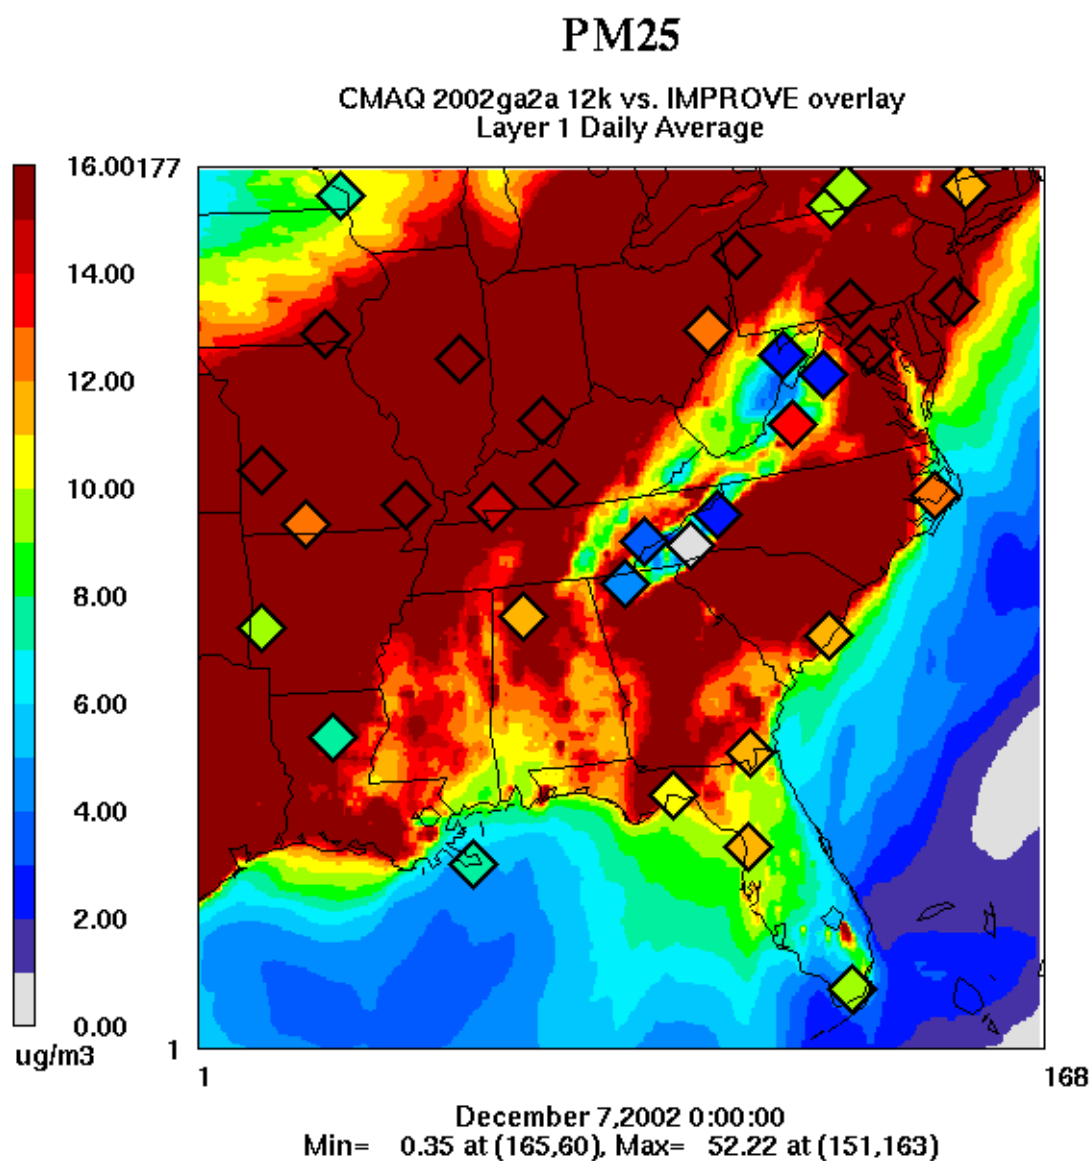 PM25
CMAQ 2002ga2a 12k vs. IMPROVE overlay
Layer 1 Daily Average
16.00
14.00
12.00
10.00
8.00
6.00
4.00
2.00
0.00
ug/m3
177
1
1
168
December 7,2002 0:00:00
Min= 0.35 at (165,60), Max= 52.22 at (151,163)